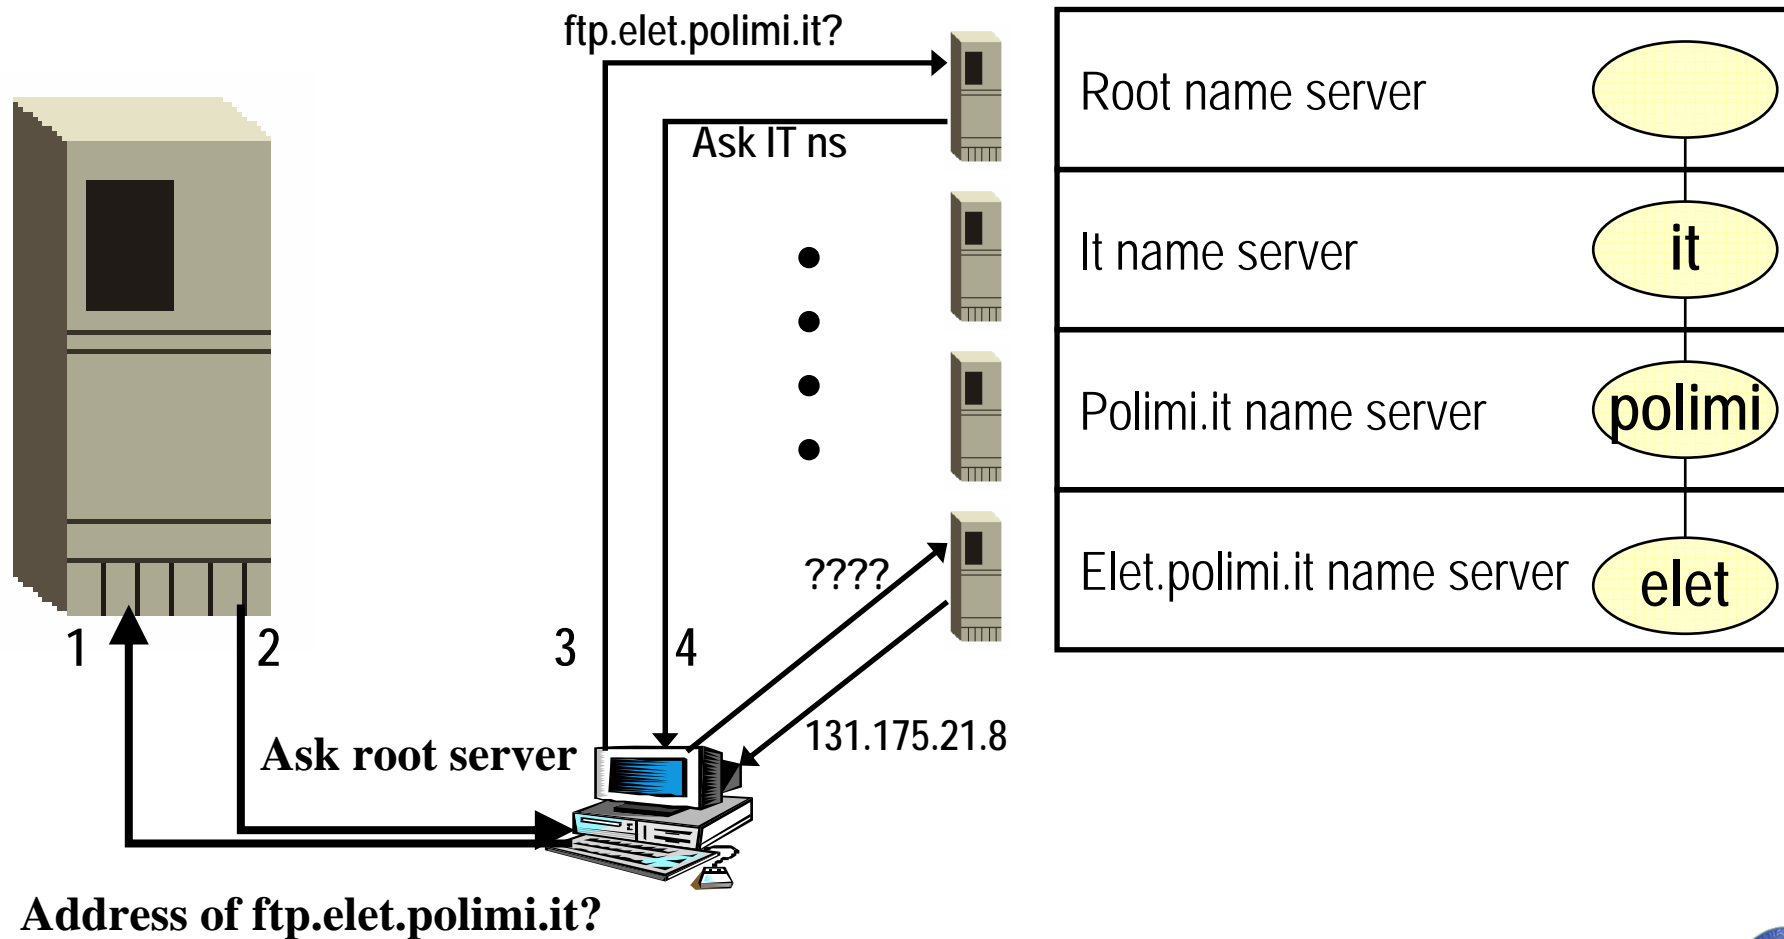 ftp.elet.polimi.it?
Root name server
Ask IT ns
It name server
it
Polimi.it name server
polimi
????
Elet.polimi.it name server
elet
1
2
3
4
Ask root server
131.175.21.8
Address of ftp.elet.polimi.it?